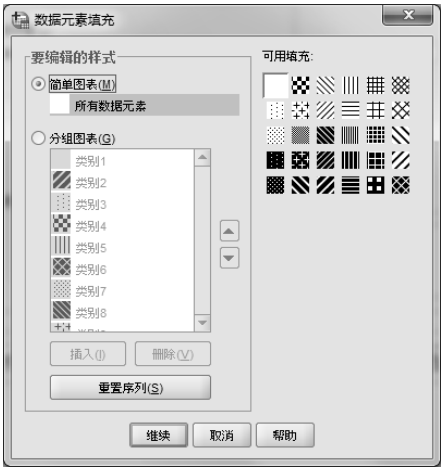 数据元素填充
要编辑的样式
简单图表(M)
所有数据元素
分组图表(G)
类别1
类别2
类别3
类别4
类别5
类别6
类别7
类别8
插入(I)
删除(V)
重置序列(S)
可用填充:
继续
取消
帮助